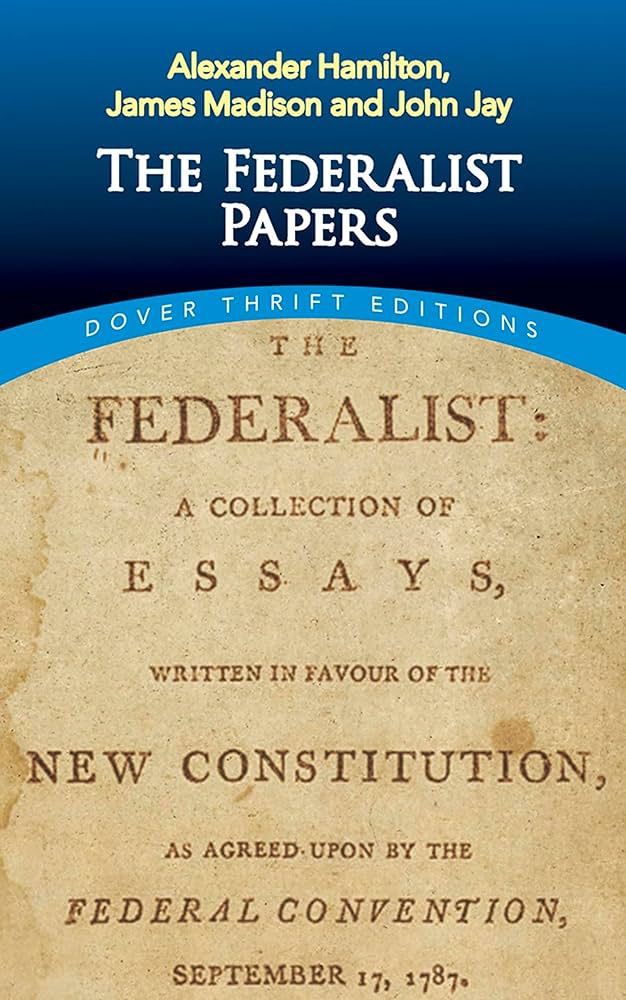 Alexander Hamilton,
James Madison and John Jay
THE FEDERALIST
PAPERS
DOVER THRIFT EDITIONS
THE
FEDERALIST:
A COLLECTION OF
ESSAYS,
WRITTEN IN FAVOUR OF THE
NEW CONSTITUTION,
AS AGREED UPON BY THE
FEDERAL CONVENTION,
SEPTEMBER 17, 1787.